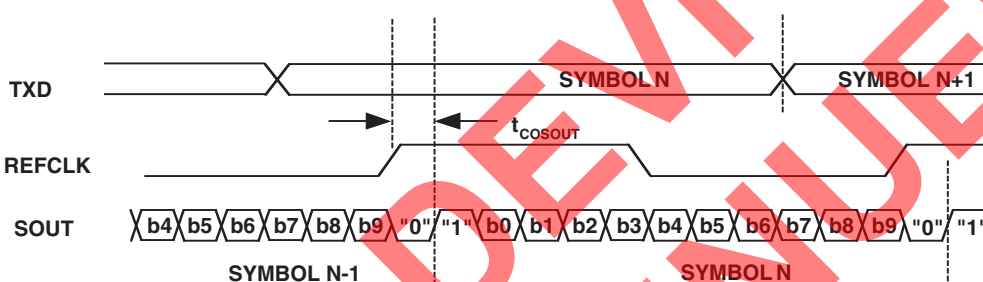 TXD SYMBOL N SYMBOL N+1
tCOSOUT
REFCLK
SOUT b4 b5 b6 b7 b8 b9 "0" "1" b0 b1 b2 b3 b4 b5 b6 b7 b8 b9 "0" "1"
SYMBOL N-1 SYMBOL N